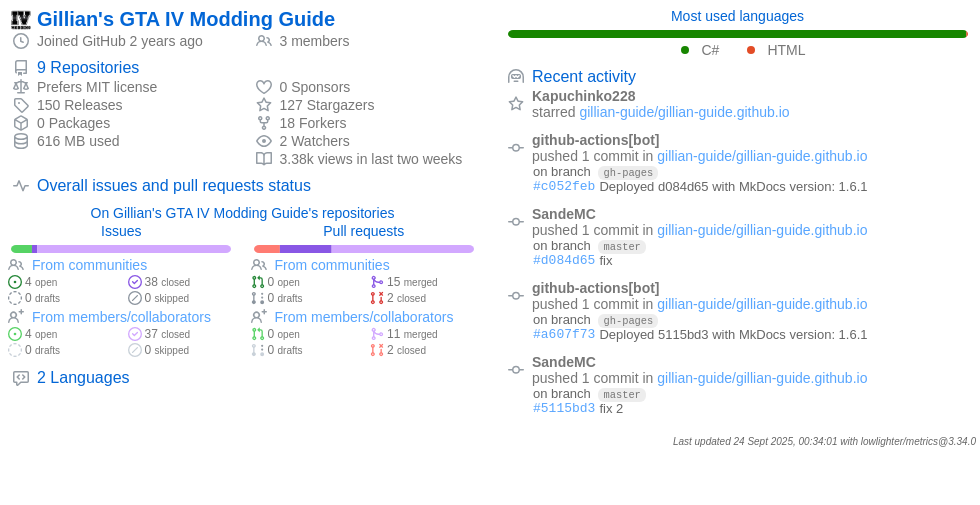 Gillian's GTA IV Modding Guide
Joined GitHub 2 years ago
3 members
9 Repositories
Prefers MIT license
150 Releases
0 Packages
616 MB used
0 Sponsors
127 Stargazers
18 Forkers
2 Watchers
3.38k views in last two weeks
Overall issues and pull requests status
On Gillian's GTA IV Modding Guide's repositories
Issues
From communities
4 open
38 closed
0 drafts
0 skipped
From members/collaborators
4 open
37 closed
0 drafts
0 skipped
Pull requests
From communities
0 open
15 merged
0 drafts
2 closed
From members/collaborators
0 open
11 merged
0 drafts
2 closed
2 Languages
Most used languages
C# HTML
Recent activity
Kapuchinko228
starred gillian-guide/gillian-guide.github.io
github-actions[bot]
pushed 1 commit in gillian-guide/gillian-guide.github.io
on branch gh-pages
#c052feb Deployed d084d65 with MkDocs version: 1.6.1
SandeMC
pushed 1 commit in gillian-guide/gillian-guide.github.io
on branch master
#d084d65 fix
github-actions[bot]
pushed 1 commit in gillian-guide/gillian-guide.github.io
on branch gh-pages
#a607f73 Deployed 5115bd3 with MkDocs version: 1.6.1
SandeMC
pushed 1 commit in gillian-guide/gillian-guide.github.io
on branch master
#5115bd3 fix 2
Last updated 24 Sept 2025, 00:34:01 with lowlighter/metrics@3.34.0